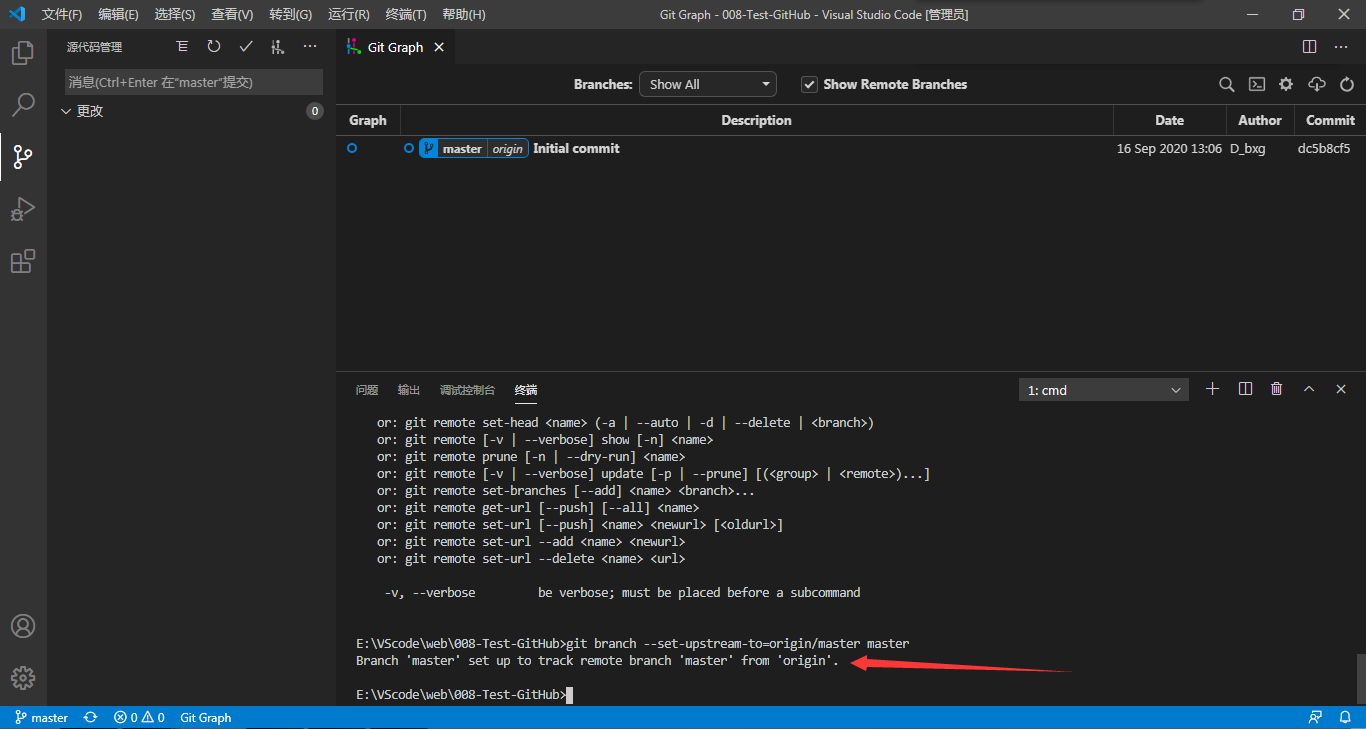 文件(F) 编辑(E) 选择(S) 查看(V) 转到(G) 运行(R) 终端(T) 帮助(H) Git Graph - 008-Test-GitHub - Visual Studio Code [管理员]
源代码管理
Git Graph
消息(Ctrl+Enter 在"master"提交)
更改 0
Branches: Show All Show Remote Branches
Graph Description Date Author Commit
master origin Initial commit 16 Sep 2020 13:06 D_bxg dc5b8cf5
问题 输出 调试控制台 终端 1: cmd
or: git remote set-head <name> (-a | --auto | -d | --delete | <branch>)
or: git remote [-v | --verbose] show [-n] <name>
or: git remote prune [-n | --dry-run] <name>
or: git remote [-v | --verbose] update [-p | --prune] [(<group> | <remote>)...]
or: git remote set-branches [--add] <name> <branch>...
or: git remote get-url [--push] [--all] <name>
or: git remote set-url [--push] <name> <newurl> [<oldurl>]
or: git remote set-url --add <name> <newurl>
or: git remote set-url --delete <name> <url>
-v, --verbose be verbose; must be placed before a subcommand
E:\VScode\web\008-Test-GitHub>git branch --set-upstream-to=origin/master master
Branch 'master' set up to track remote branch 'master' from 'origin'.
E:\VScode\web\008-Test-GitHub>
master 0 0 Git Graph